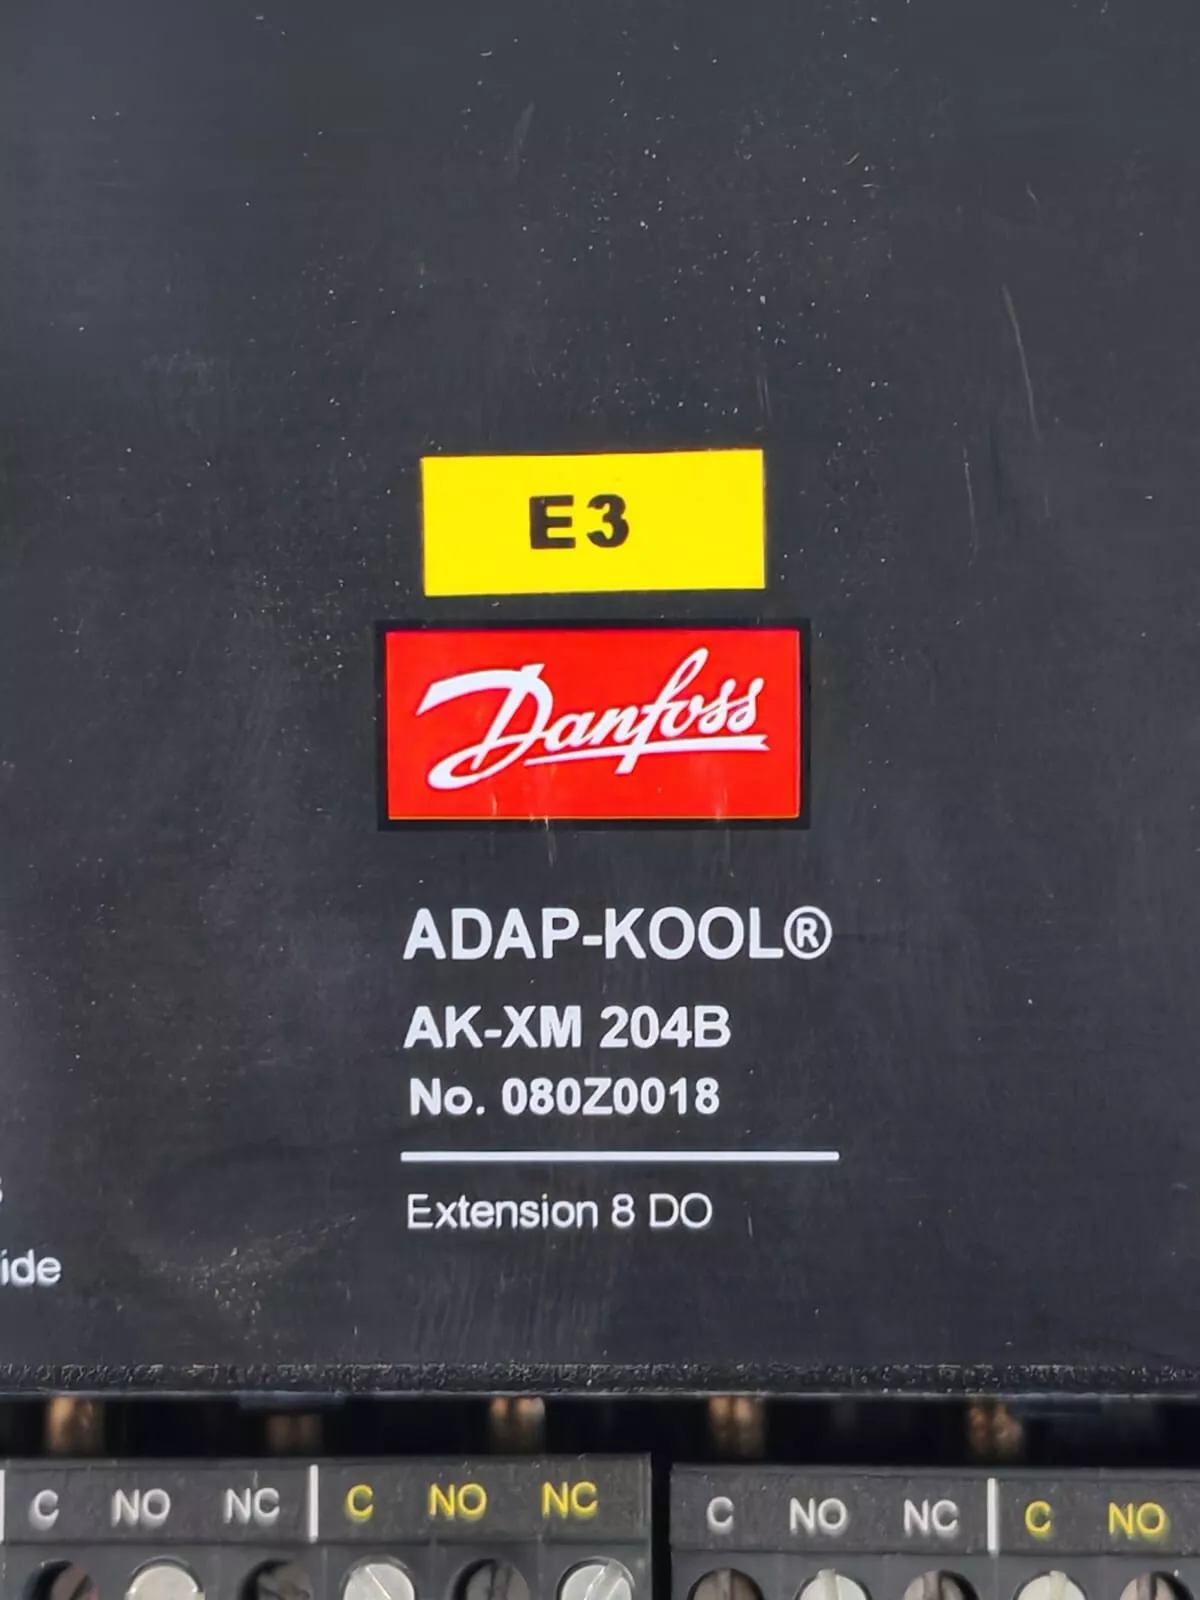 E3
Danfoss
ADAP-KOOL®
AK-XM 204B
No. 080Z0018
Extension 8 DO
ide
C NO NC C NO NC C NO NC C NO